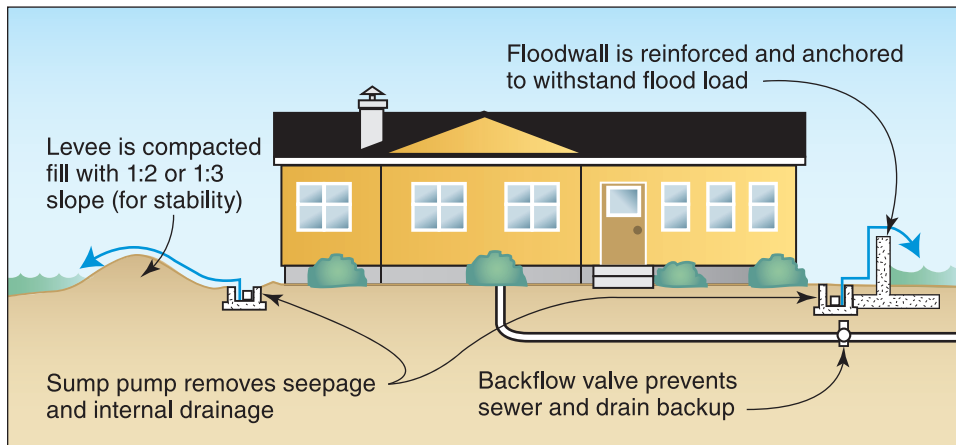 Floodwall is reinforced and anchored
to withstand flood load
Levee is compacted
fill with 1:2 or 1:3
slope (for stability)
Sump pump removes seepage
and internal drainage
Backflow valve prevents
sewer and drain backup